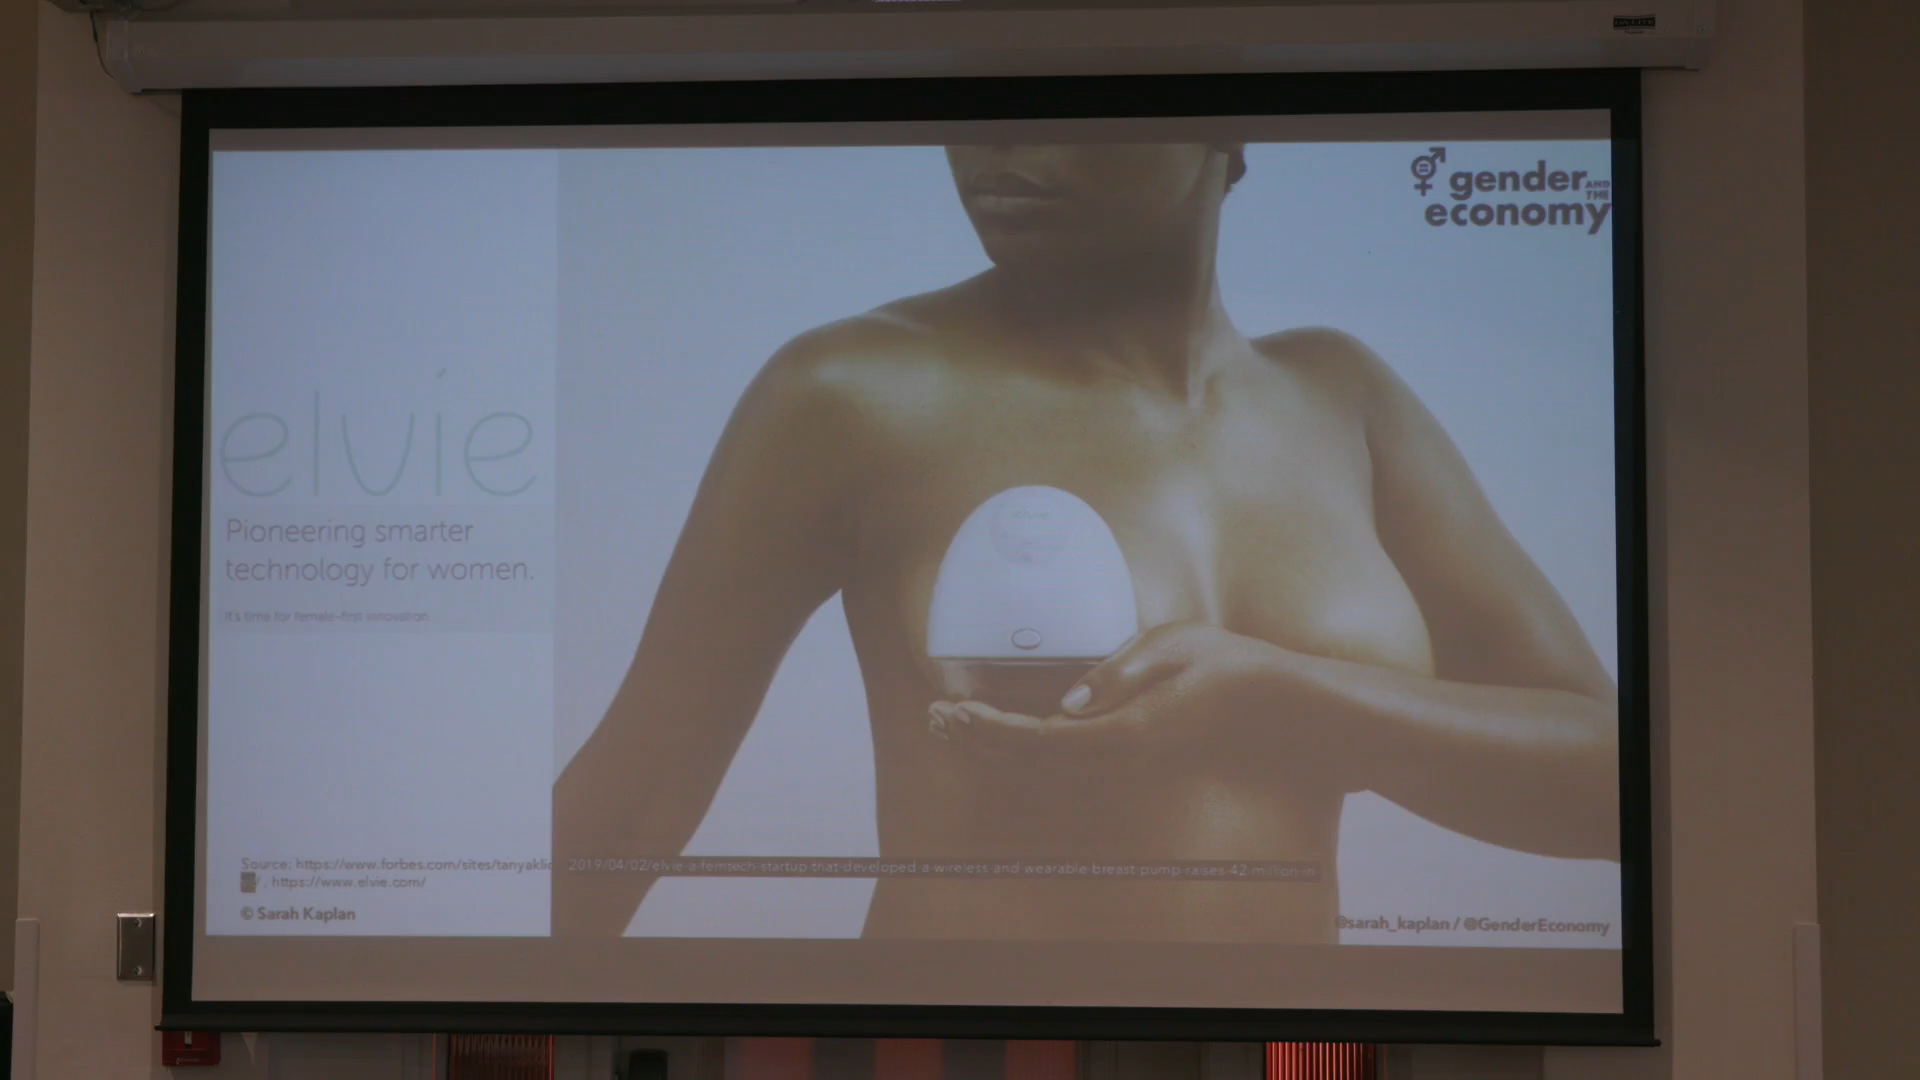 gender AND THE
economy
elvie
Pioneering smarter
technology for women.
It's time for female-first innovation.
Source: https://www.forbes.com/sites/tanyaklic 2019/04/02/elvie-a-femtech-startup-that-developed-a-wireless-and-wearable-breast-pump-raises-42-million-in
/ , https://www.elvie.com/
© Sarah Kaplan
@sarah_kaplan / @GenderEconomy